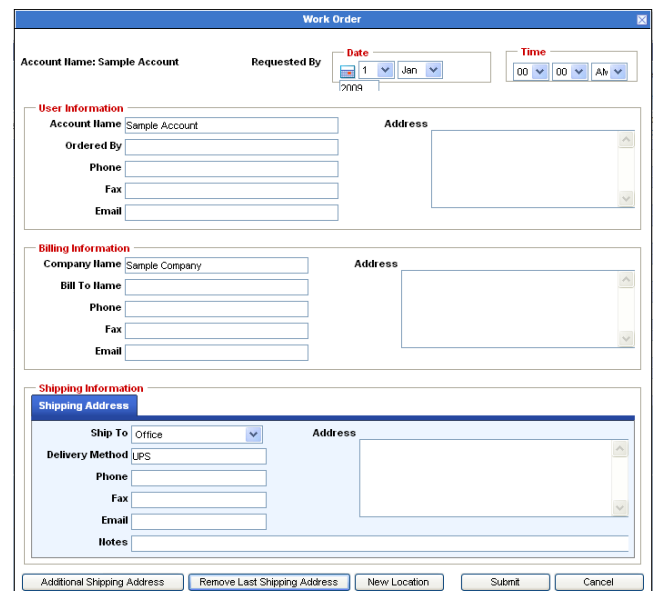 Work Order
Account Name: Sample Account
Requested By
Date
1 Jan
2009
Time
00 00 AM
User Information
Account Name Sample Account
Address
Ordered By
Phone
Fax
Email
Billing Information
Company Name Sample Company
Address
Bill To Name
Phone
Fax
Email
Shipping Information
Shipping Address
Ship To Office
Address
Delivery Method UPS
Phone
Fax
Email
Notes
Additional Shipping Address Remove Last Shipping Address New Location Submit Cancel